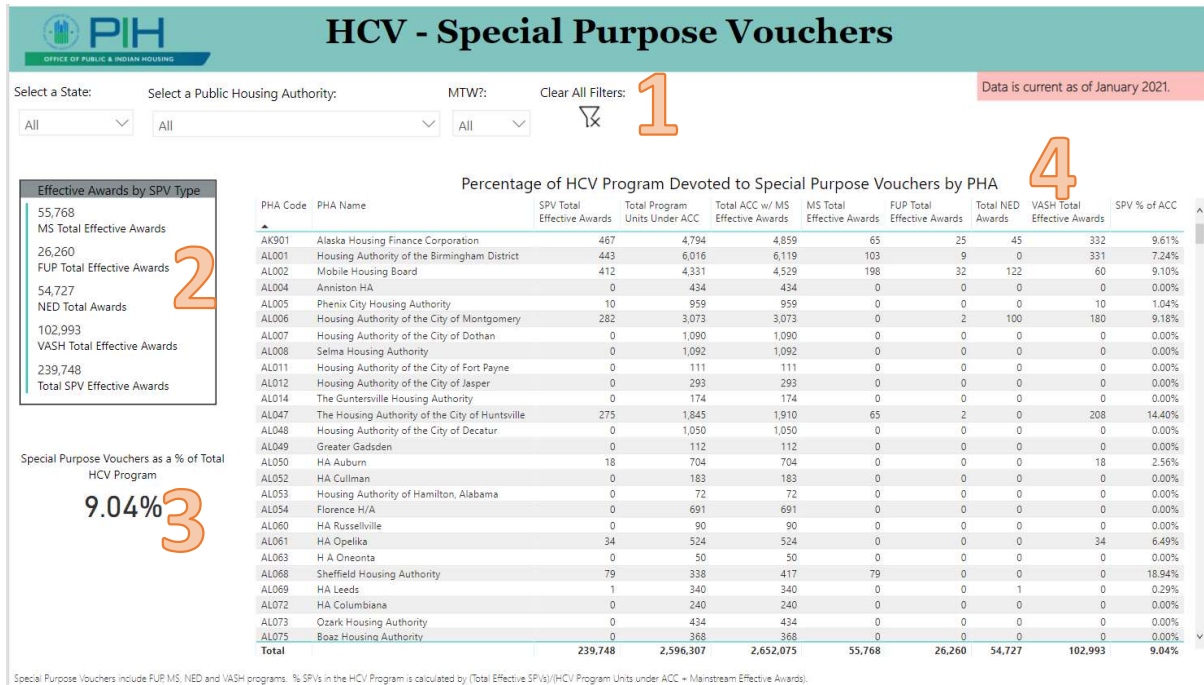 PIH
OFFICE OF PUBLIC & INDIAN HOUSING
HCV - Special Purpose Vouchers
Select a State:
Select a Public Housing Authority:
MTW?:
Clear All Filters:
1
Data is current as of January 2021.
All
All
All
Effective Awards by SPV Type
55,768
MS Total Effective Awards
26,260
FUP Total Effective Awards
2
54,727
NED Total Awards
102,993
VASH Total Effective Awards
239,748
Total SPV Effective Awards
Special Purpose Vouchers as a % of Total
HCV Program
9.04%
3
4
Percentage of HCV Program Devoted to Special Purpose Vouchers by PHA
PHA Code PHA Name SPV Total Effective Awards Total Program Units Under ACC Total ACC w/ MS Effective Awards MS Total Effective Awards FUP Total Effective Awards Total NED Awards VASH Total Effective Awards SPV % of ACC
AK901 Alaska Housing Finance Corporation 467 4,794 4,859 65 25 45 332 9.61%
AL001 Housing Authority of the Birmingham District 443 6,016 6,119 103 9 0 331 7.24%
AL002 Mobile Housing Board 412 4,331 4,529 198 32 122 60 9.10%
AL004 Anniston HA 0 434 434 0 0 0 0 0.00%
AL005 Phenix City Housing Authority 10 959 959 0 0 0 10 1.04%
AL006 Housing Authority of the City of Montgomery 282 3,073 3,073 0 2 100 180 9.18%
AL007 Housing Authority of the City of Dothan 0 1,090 1,090 0 0 0 0 0.00%
AL008 Selma Housing Authority 0 1,092 1,092 0 0 0 0 0.00%
AL011 Housing Authority of the City of Fort Payne 0 111 111 0 0 0 0 0.00%
AL012 Housing Authority of the City of Jasper 0 293 293 0 0 0 0 0.00%
AL014 The Guntersville Housing Authority 0 174 174 0 0 0 0 0.00%
AL047 The Housing Authority of the City of Huntsville 275 1,845 1,910 65 2 0 208 14.40%
AL048 Housing Authority of the City of Decatur 0 1,050 1,050 0 0 0 0 0.00%
AL049 Greater Gadsden 0 112 112 0 0 0 0 0.00%
AL050 HA Auburn 18 704 704 0 0 0 18 2.56%
AL052 HA Cullman 0 183 183 0 0 0 0 0.00%
AL053 Housing Authority of Hamilton, Alabama 0 72 72 0 0 0 0 0.00%
AL054 Florence H/A 0 691 691 0 0 0 0 0.00%
AL060 HA Russellville 0 90 90 0 0 0 0 0.00%
AL061 HA Opelika 34 524 524 0 0 0 34 6.49%
AL063 H A Oneonta 0 50 50 0 0 0 0 0.00%
AL068 Sheffield Housing Authority 79 338 417 79 0 0 0 18.94%
AL069 HA Leeds 1 340 340 0 0 1 0 0.29%
AL072 HA Columbiana 0 240 240 0 0 0 0 0.00%
AL073 Ozark Housing Authority 0 434 434 0 0 0 0 0.00%
AL075 Boaz Housing Authority 0 368 368 0 0 0 0 0.00%
Total 239,748 2,596,307 2,652,075 55,768 26,260 54,727 102,993 9.04%
Special Purpose Vouchers include FUP, MS, NED and VASH programs. % SPVs in the HCV Program is calculated by (Total Effective SPVs)/(HCV Program Units under ACC + Mainstream Effective Awards).